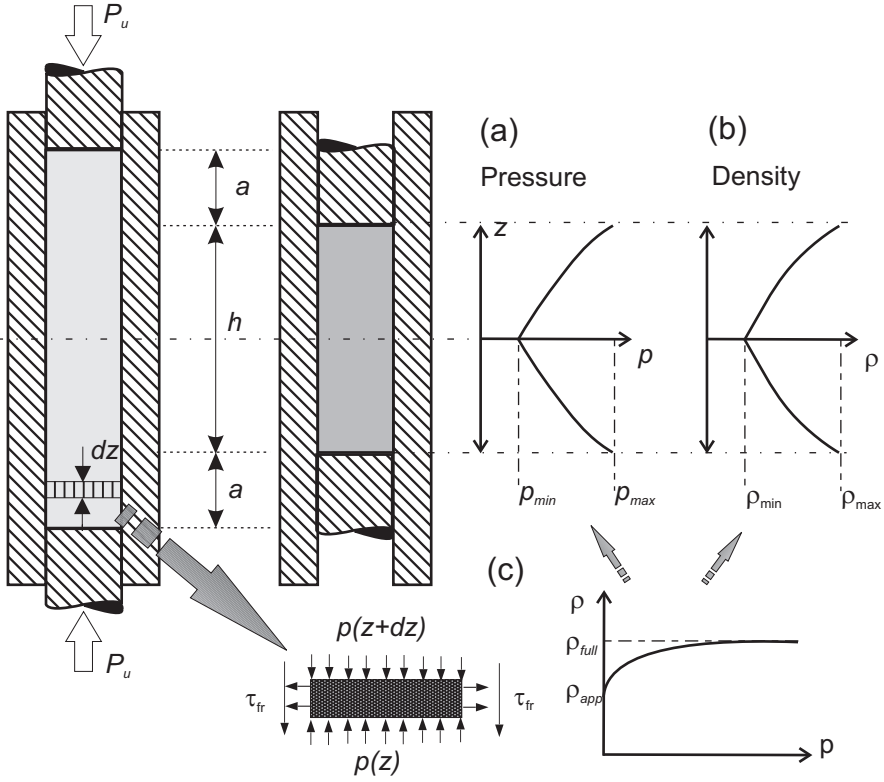 P_u
(a)
(b)
Pressure
Density
a
z
h
p
ρ
dz
a
p_min
p_max
ρ_min
ρ_max
(c)
P_u
p(z+dz)
τ_fr
τ_fr
p(z)
ρ
ρ_full
ρ_app
p